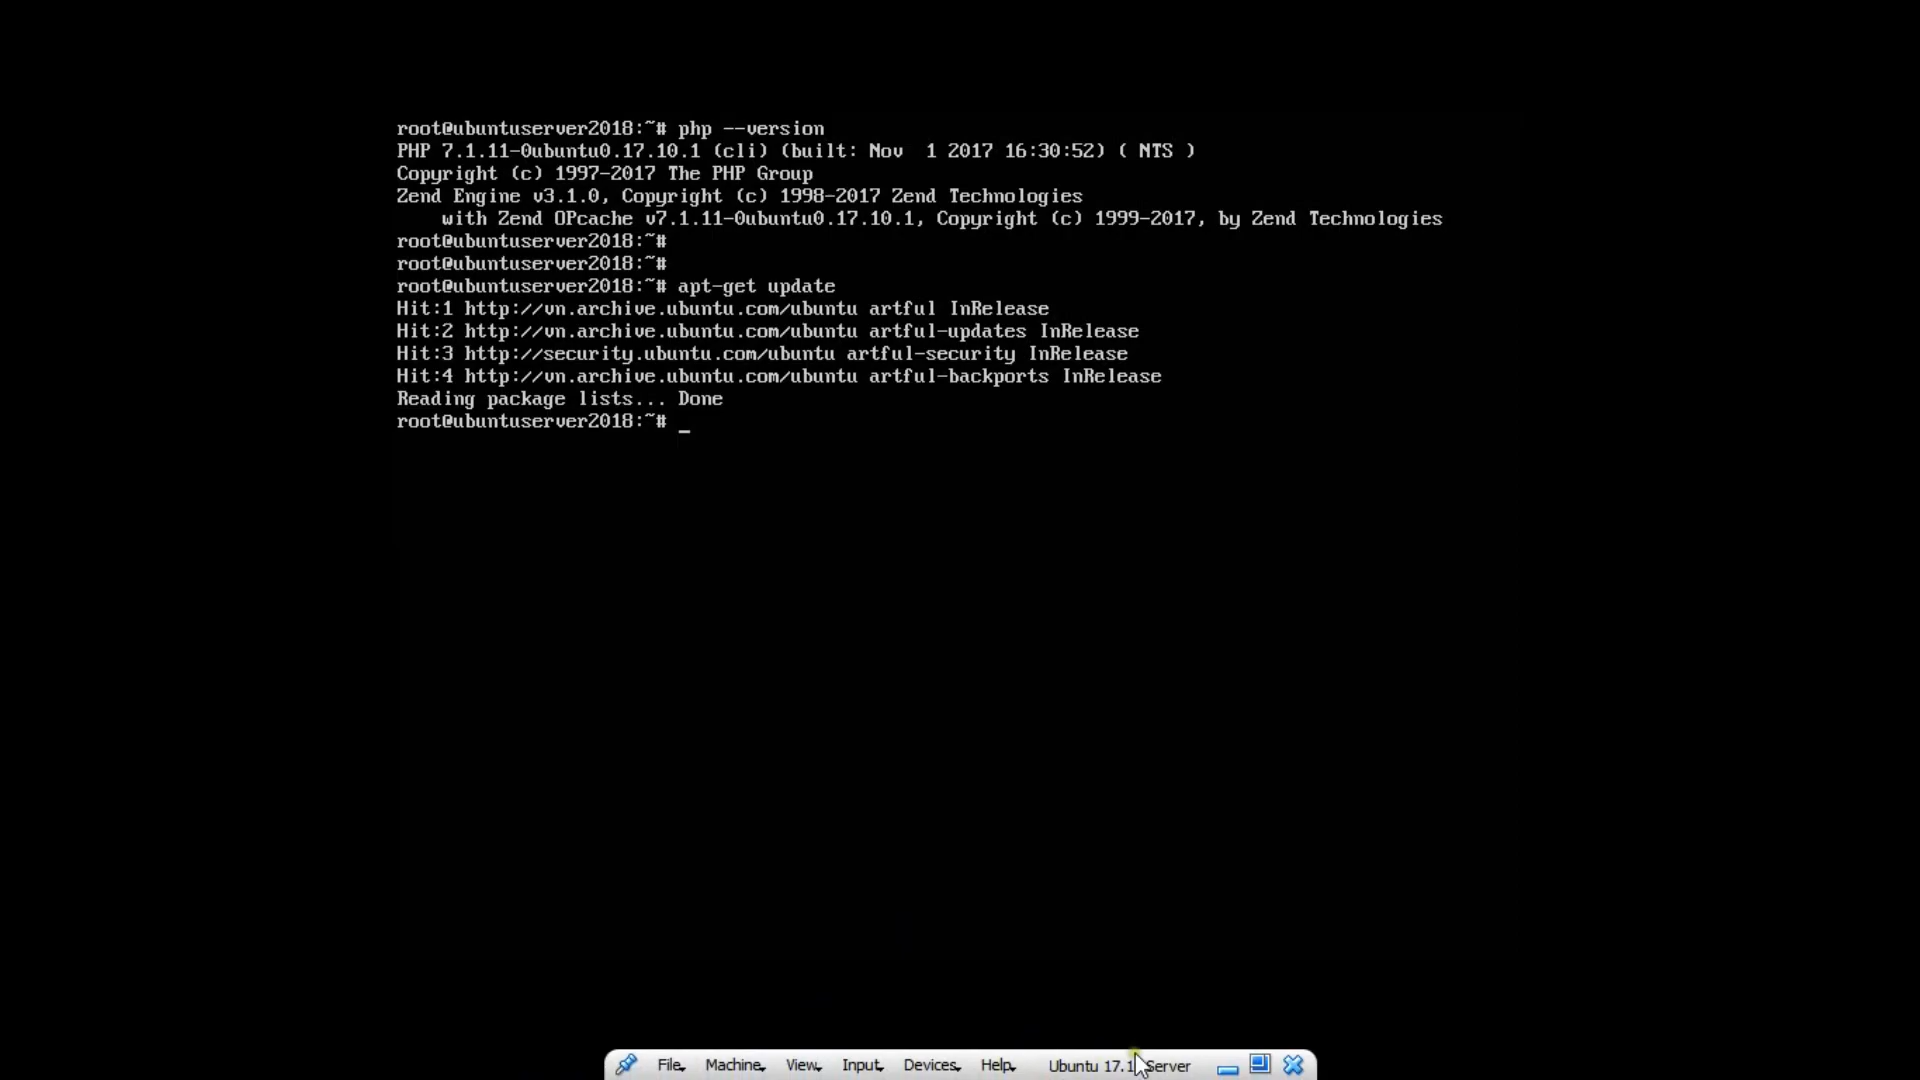 root@ubuntuserver2018:~# php --version
PHP 7.1.11-0ubuntu0.17.10.1 (cli) (built: Nov  1 2017 16:30:52) ( NTS )
Copyright (c) 1997-2017 The PHP Group
Zend Engine v3.1.0, Copyright (c) 1998-2017 Zend Technologies
    with Zend OPcache v7.1.11-0ubuntu0.17.10.1, Copyright (c) 1999-2017, by Zend Technologies
root@ubuntuserver2018:~#
root@ubuntuserver2018:~#
root@ubuntuserver2018:~# apt-get update
Hit:1 http://vn.archive.ubuntu.com/ubuntu artful InRelease
Hit:2 http://vn.archive.ubuntu.com/ubuntu artful-updates InRelease
Hit:3 http://security.ubuntu.com/ubuntu artful-security InRelease
Hit:4 http://vn.archive.ubuntu.com/ubuntu artful-backports InRelease
Reading package lists... Done
root@ubuntuserver2018:~# _
File Machine View Input Devices Help Ubuntu Server